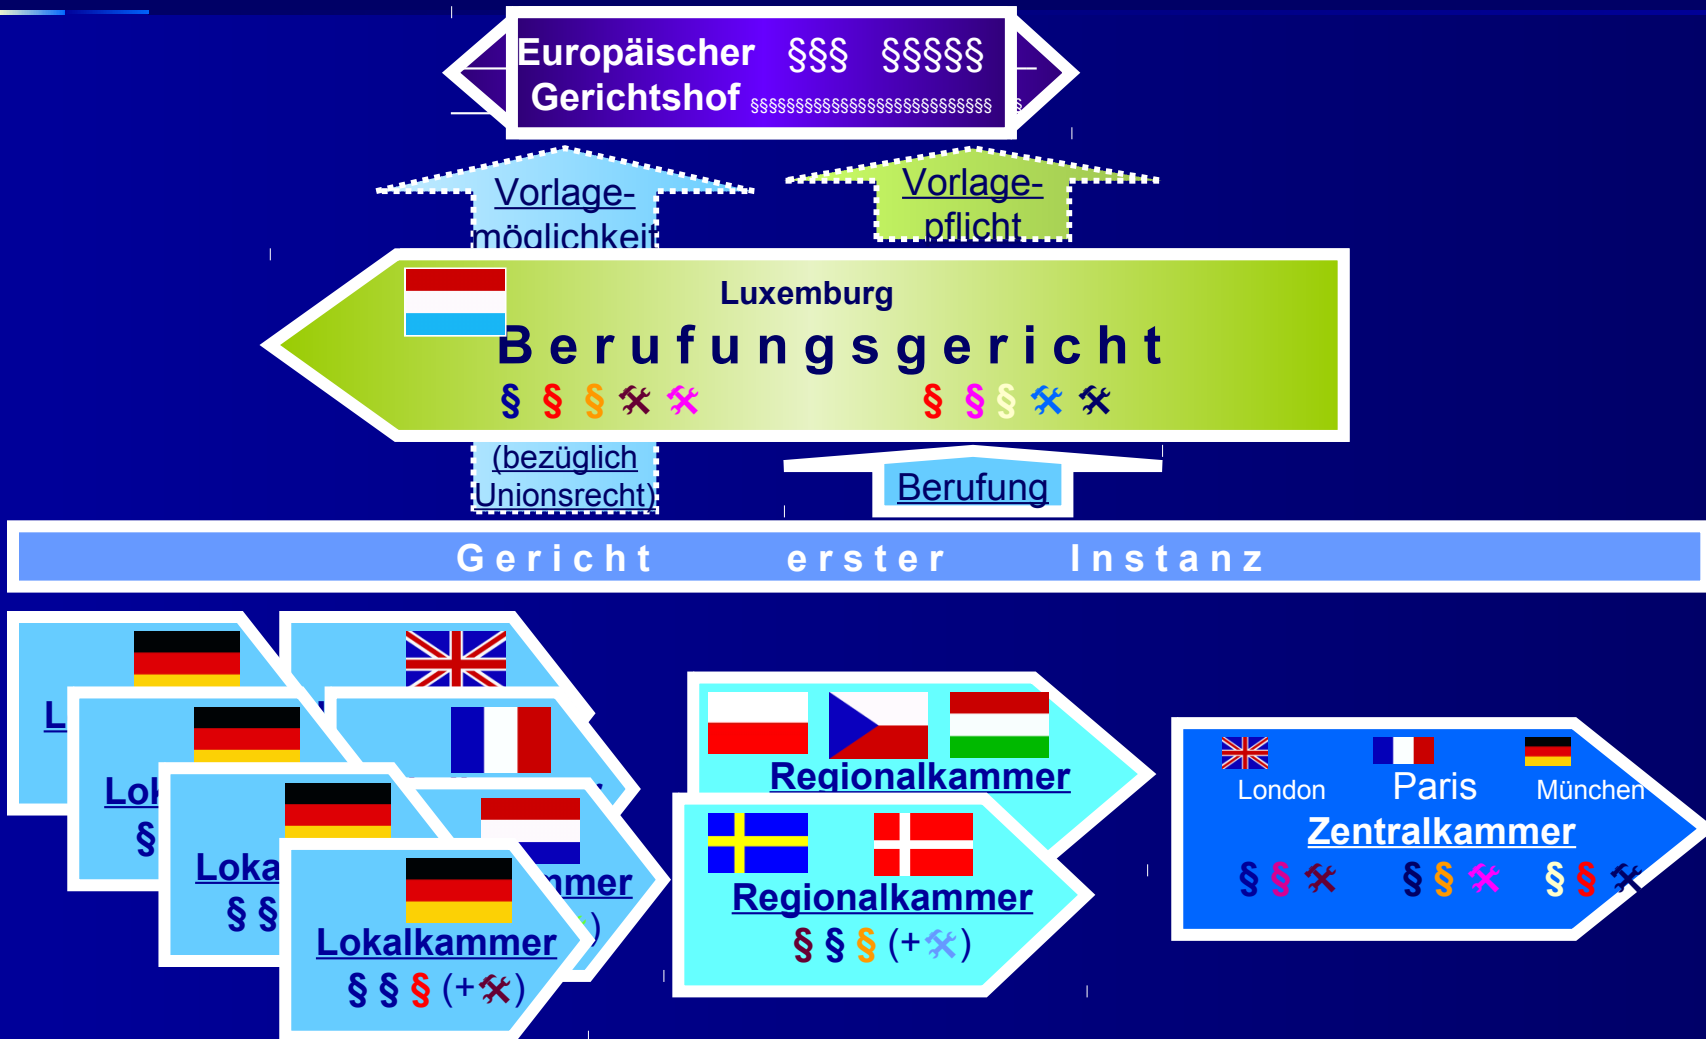 Europäischer §§§ §§§§§
Gerichtshof §§§§§§§§§§§§§§§§§§§§§§§§§§§
Vorlage-
möglichkeit
Vorlage-
pflicht
Luxemburg
Berufungsgericht
§ § § ⚒ ⚒ § § § ⚒ ⚒
(bezüglich
Unionsrecht)
Berufung
Gericht erster Instanz
Regionalkammer
London Paris München
Zentralkammer
§ § ⚒ § § ⚒ § § ⚒
Regionalkammer
§ § § (+⚒)
Lokalkammer
§ § § (+⚒)